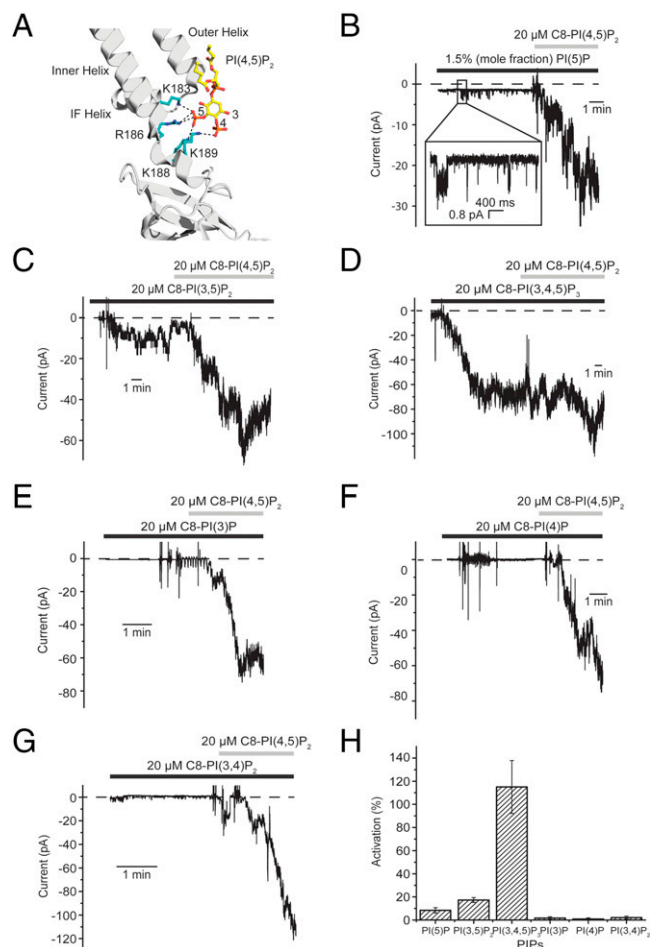 A
Outer Helix
PI(4,5)P2
Inner Helix
K183
IF Helix
5
3
R186
4
K189
K188
B
20 µM C8-PI(4,5)P2
1.5% (mole fraction) PI(5)P
0
-10
-20
-30
Current (pA)
1 min
400 ms
0.8 pA
C
20 µM C8-PI(4,5)P2
20 µM C8-PI(3,5)P2
0
-20
-40
-60
Current (pA)
1 min
D
20 µM C8-PI(4,5)P2
20 µM C8-PI(3,4,5)P3
0
-20
-40
-60
-80
-100
Current (pA)
1 min
E
20 µM C8-PI(4,5)P2
20 µM C8-PI(3)P
0
-20
-40
-60
-80
Current (pA)
1 min
F
20 µM C8-PI(4,5)P2
20 µM C8-PI(4)P
0
-20
-40
-60
-80
Current (pA)
1 min
G
20 µM C8-PI(4,5)P2
20 µM C8-PI(3,4)P2
0
-20
-40
-60
-80
-100
-120
Current (pA)
1 min
H
140
120
100
80
60
40
20
0
Activation (%)
PI(5)P PI(3,5)P2 PI(3,4,5)P3 PI(3)P PI(4)P PI(3,4)P2
PIPs